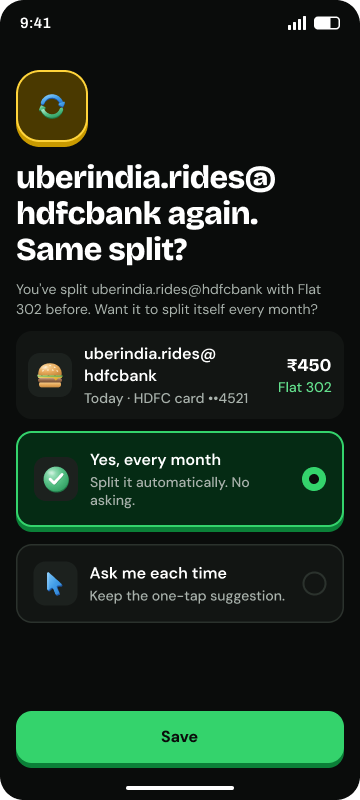 9:41
uberindia.rides@
hdfcbank again.
Same split?
You've split uberindia.rides@hdfcbank with Flat
302 before. Want it to split itself every month?
uberindia.rides@
hdfcbank
Today · HDFC card ••4521
₹450
Flat 302
Yes, every month
Split it automatically. No
asking.
Ask me each time
Keep the one-tap suggestion.
Save